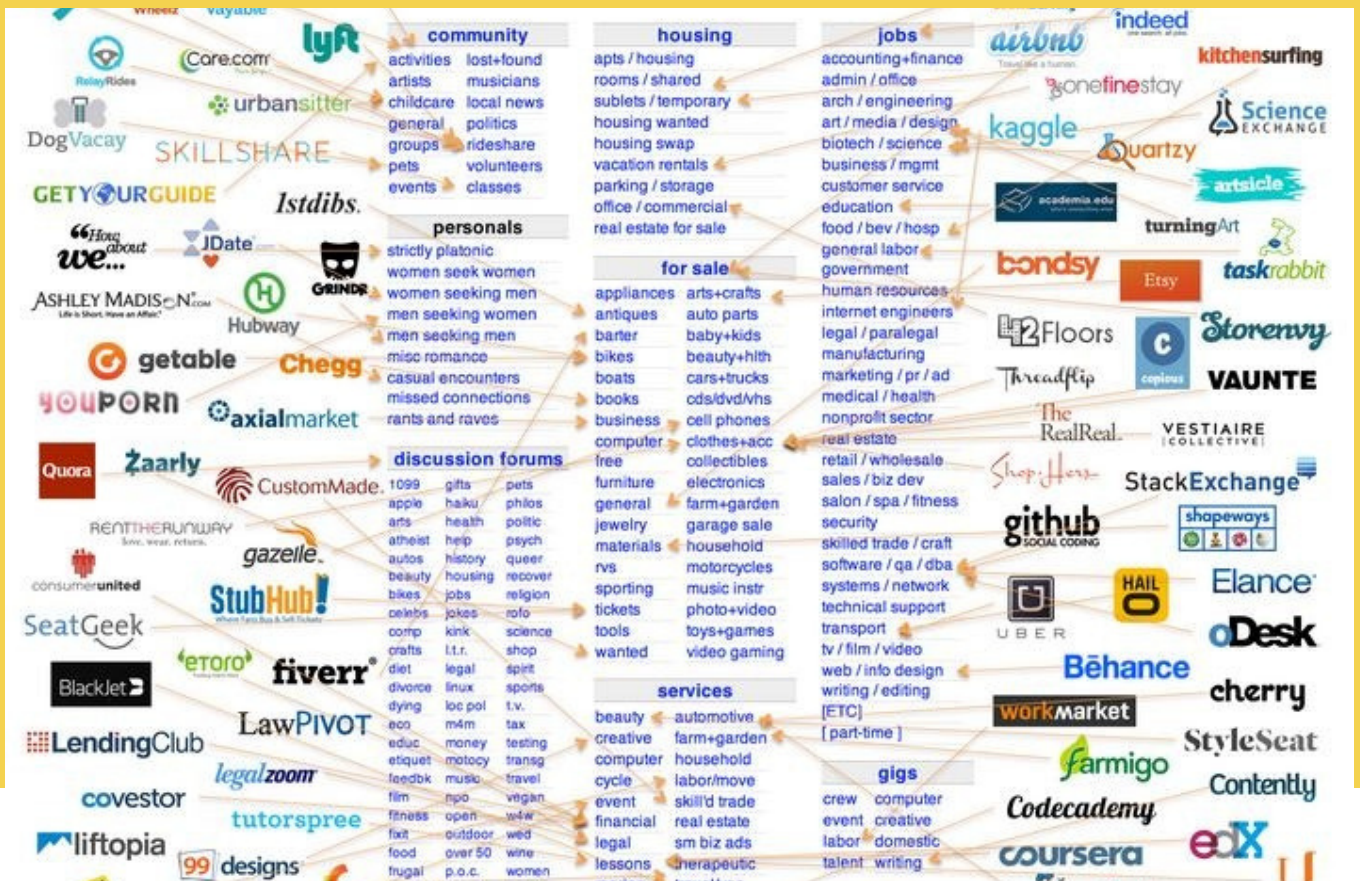 Wheelz
vayable
lyft
RelayRides
Care.com
urbansitter
DogVacay
SKILLSHARE
GETYOURGUIDE
1stdibs.
"How about we...
JDate
GRINDR
ASHLEY MADISON.COM
Life is Short. Have an Affair.
Hubway
getable
Chegg
YOUPORN
axialmarket
Quora
Zaarly
CustomMade.
RENTTHERUNWAY
love. wear. return.
gazelle
consumerunited
StubHub!
Where Fans Buy & Sell Tickets
SeatGeek
eToro
fiverr
BlackJet
LawPIVOT
LendingClub
legalzoom
covestor
tutorspree
liftopia
99 designs
community
activities lost+found
artists musicians
childcare local news
general politics
groups rideshare
pets volunteers
events classes
personals
strictly platonic
women seek women
women seeking men
men seeking women
men seeking men
misc romance
casual encounters
missed connections
rants and raves
discussion forums
1099 gifts pets
apple haiku philos
arts health politic
atheist help psych
autos history queer
beauty housing recover
bikes jobs religion
celebs jokes rofo
comp kink science
crafts l.t.r. shop
diet legal spirit
divorce linux sports
dying loc pol t.v.
eco m4m tax
educ money testing
etiquet motocy transg
feedbk music travel
film npo vegan
fitness open w4w
fixit outdoor wed
food over 50 wine
frugal p.o.c. women
housing
apts / housing
rooms / shared
sublets / temporary
housing wanted
housing swap
vacation rentals
parking / storage
office / commercial
real estate for sale
for sale
appliances arts+crafts
antiques auto parts
barter baby+kids
bikes beauty+hlth
boats cars+trucks
books cds/dvd/vhs
business cell phones
computer clothes+acc
free collectibles
furniture electronics
general farm+garden
jewelry garage sale
materials household
rvs motorcycles
sporting music instr
tickets photo+video
tools toys+games
wanted video gaming
services
beauty automotive
creative farm+garden
computer household
cycle labor/move
event skill'd trade
financial real estate
legal sm biz ads
lessons therapeutic
jobs
accounting+finance
admin / office
arch / engineering
art / media / design
biotech / science
business / mgmt
customer service
education
food / bev / hosp
general labor
government
human resources
internet engineers
legal / paralegal
manufacturing
marketing / pr / ad
medical / health
nonprofit sector
real estate
retail / wholesale
sales / biz dev
salon / spa / fitness
security
skilled trade / craft
software / qa / dba
systems / network
technical support
transport
tv / film / video
web / info design
writing / editing
[ETC]
[ part-time ]
gigs
crew computer
event creative
labor domestic
talent writing
airbnb
Travel like a human.
indeed
one search. all jobs.
kitchensurfing
onefinestay
kaggle
Science
EXCHANGE
Quartzy
academia.edu
artsicle
turningArt
bondsy
Etsy
taskrabbit
42Floors
C
copious
Storenvy
Threadflip
VAUNTE
The
RealReal.
VESTIAIRE
|COLLECTIVE|
Shop-Hers
StackExchange
github
SOCIAL CODING
shapeways
UBER
HAILO
Elance
oDesk
Bēhance
cherry
workmarket
StyleSeat
farmigo
Contently
Codecademy
coursera
edX